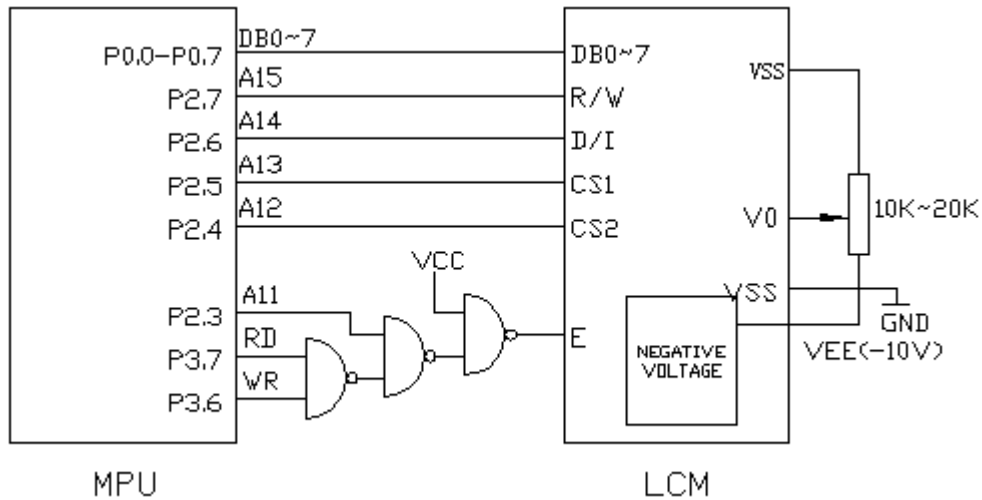 P0.0-P0.7
DB0~7
DB0~7
VSS
P2.7
A15
R/W
P2.6
A14
D/I
P2.5
A13
CS1
P2.4
A12
CS2
V0
10K~20K
VCC
P2.3
A11
E
VSS
GND
VEE(-10V)
P3.7
RD
P3.6
WR
NEGATIVE
VOLTAGE
MPU
LCM